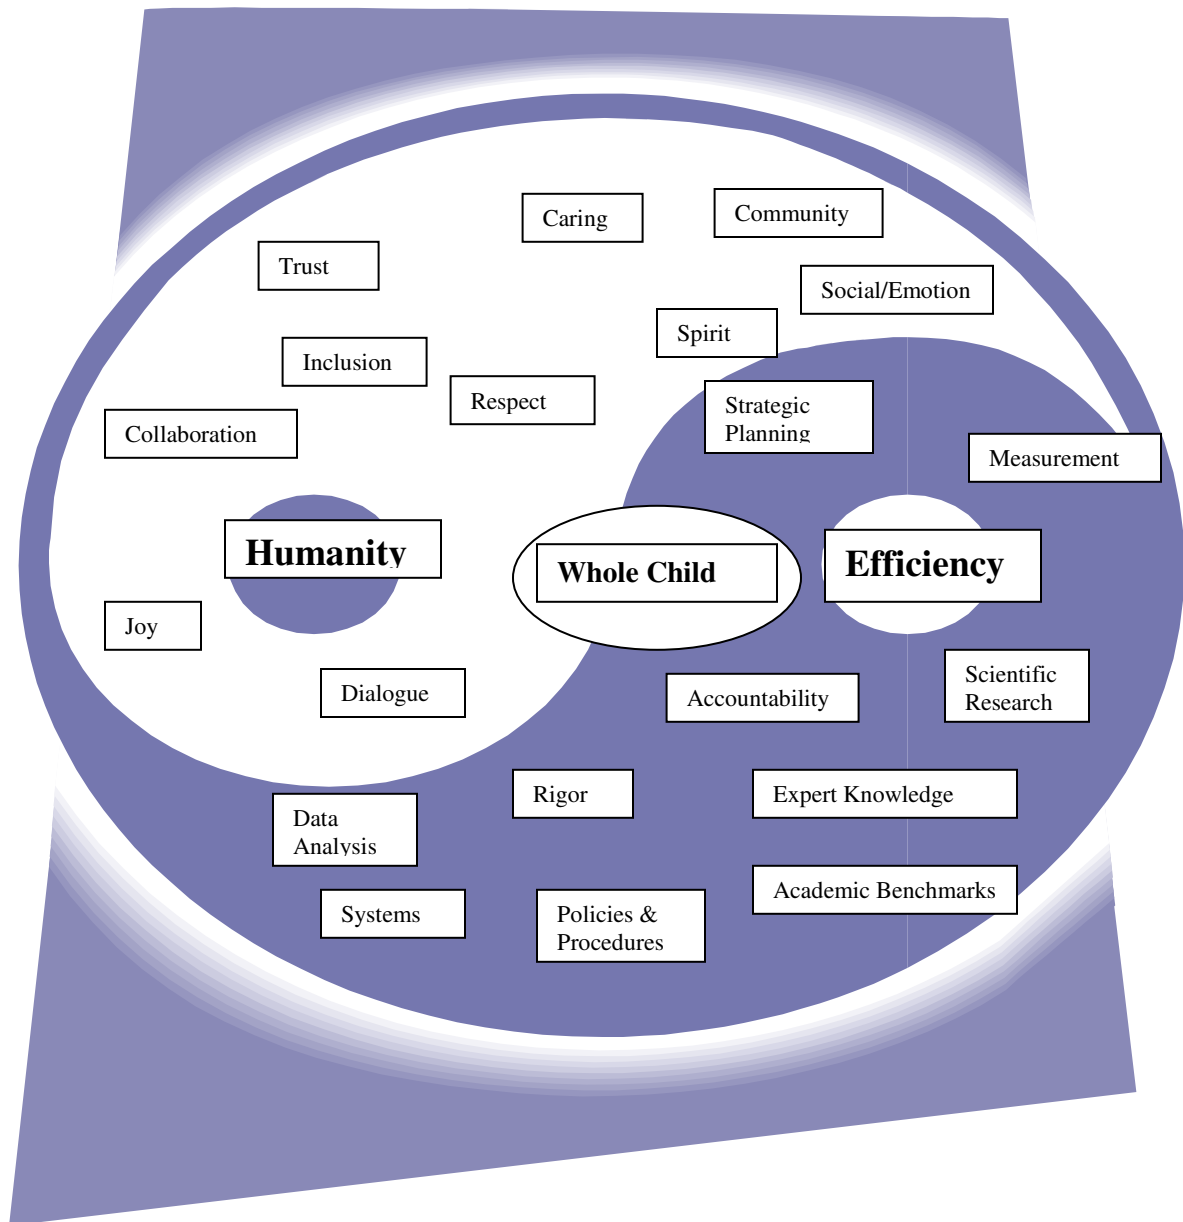 Caring
Community
Trust
Social/Emotion
Spirit
Inclusion
Respect
Strategic
Planning
Collaboration
Measurement
Humanity
Whole Child
Efficiency
Joy
Dialogue
Accountability
Scientific
Research
Rigor
Expert Knowledge
Data
Analysis
Systems
Policies &
Procedures
Academic Benchmarks